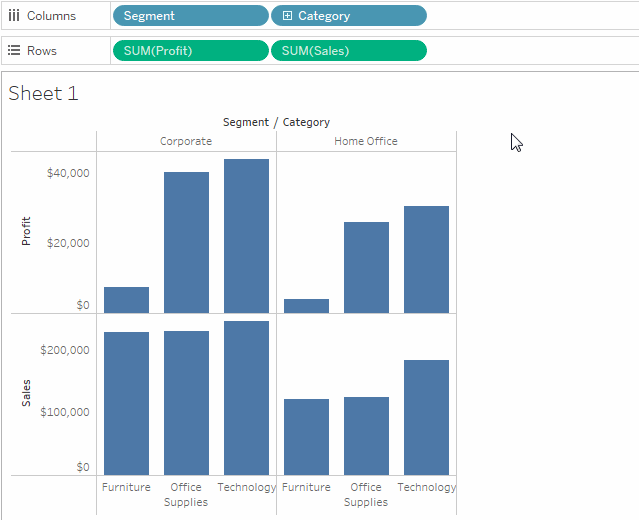 Columns Segment Category
Rows SUM(Profit) SUM(Sales)
Sheet 1
Segment / Category
Corporate Home Office
Profit
$40,000
$20,000
$0
Sales
$200,000
$100,000
$0
Furniture Office Supplies Technology Furniture Office Supplies Technology